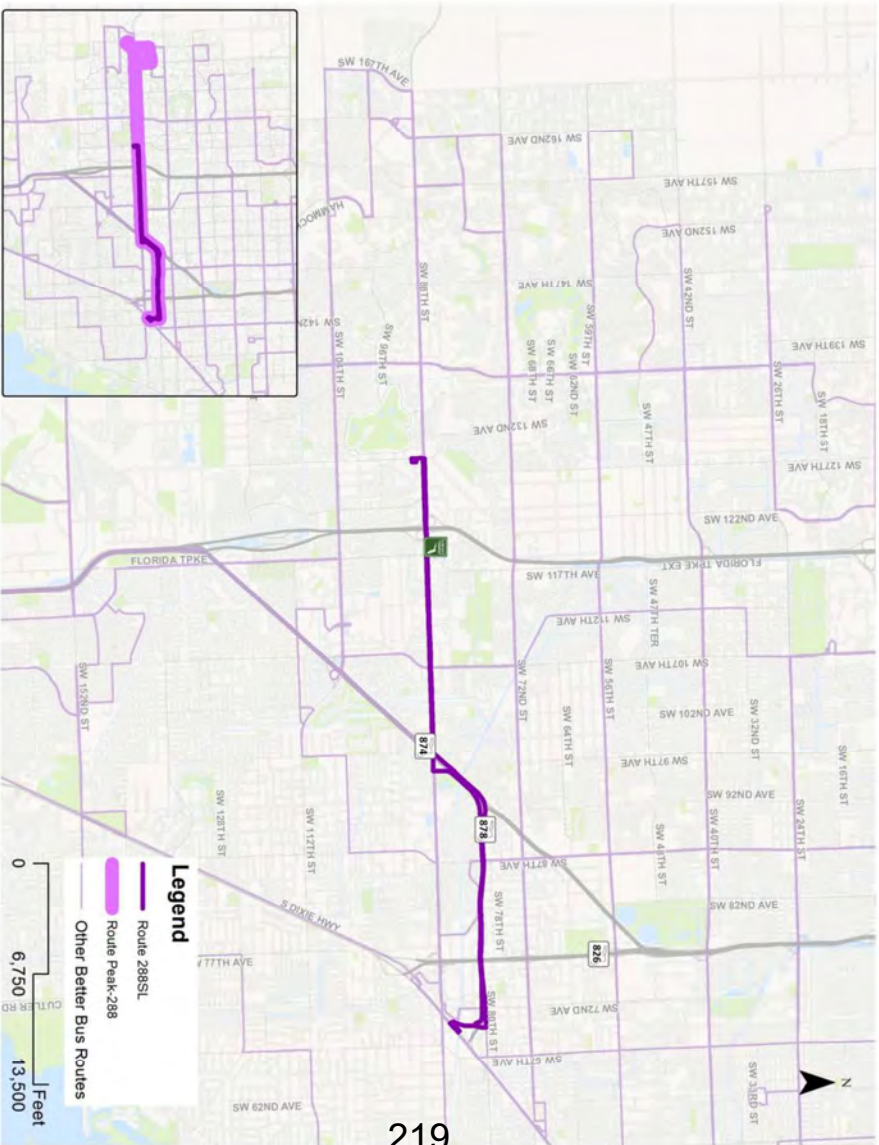 SW 167TH AVE
SW 162ND AVE
SW 157TH AVE
SW 152ND AVE
HAMMOCK
SW 88TH ST
SW 147TH AVE
SW 59TH ST
SW 42ND ST
SW 142N
SW 104TH ST
SW 96TH ST
SW 68TH ST
SW 66TH ST
SW 62ND ST
SW 139TH AVE
SW 26TH ST
SW 18TH ST
SW 132ND AVE
SW 47TH ST
SW 127TH AVE
SW 122ND AVE
FLORIDA TPKE
SW 117TH AVE
FLORIDA TPKE EXT
SW 112TH AVE
SW 47TH TER
SW 107TH AVE
SW 152ND ST
SW 72ND ST
SW 56TH ST
SW 64TH ST
SW 102ND AVE
SW 32ND ST
874
SW 97TH AVE
SW 16TH ST
SW 128TH ST
SW 112TH ST
878
SW 92ND AVE
SW 24TH ST
SW 48TH ST
SW 40TH ST
SW 87TH AVE
S DIXIE HWY
SW 78TH ST
SW 82ND AVE
826
77TH AVE
SW 80TH ST
SW 72ND AVE
CUTLER RD
SW 67TH AVE
SW 62ND AVE
SW 33RD ST
N
Legend
Route 288SL
Route Peak-288
Other Better Bus Routes
0 6,750 13,500
Feet
219